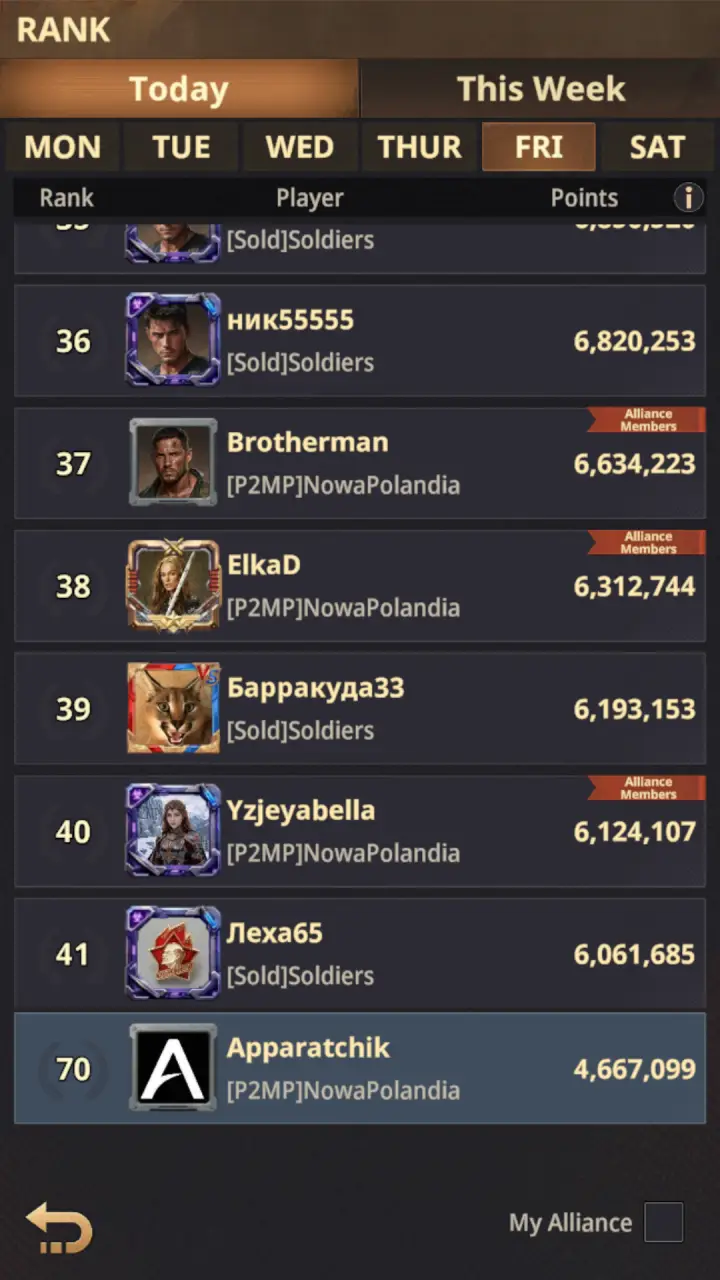 RANK
Today
This Week
MON
TUE
WED
THUR
FRI
SAT
Rank
Player
Points
i
[Sold]Soldiers
36
ник55555
[Sold]Soldiers
6,820,253
Alliance
Members
37
Brotherman
[P2MP]NowaPolandia
6,634,223
Alliance
Members
38
ElkaD
[P2MP]NowaPolandia
6,312,744
39
VS
Барракуда33
[Sold]Soldiers
6,193,153
Alliance
Members
40
Yzjeyabella
[P2MP]NowaPolandia
6,124,107
41
Леха65
[Sold]Soldiers
6,061,685
70
A
Apparatchik
[P2MP]NowaPolandia
4,667,099
My Alliance